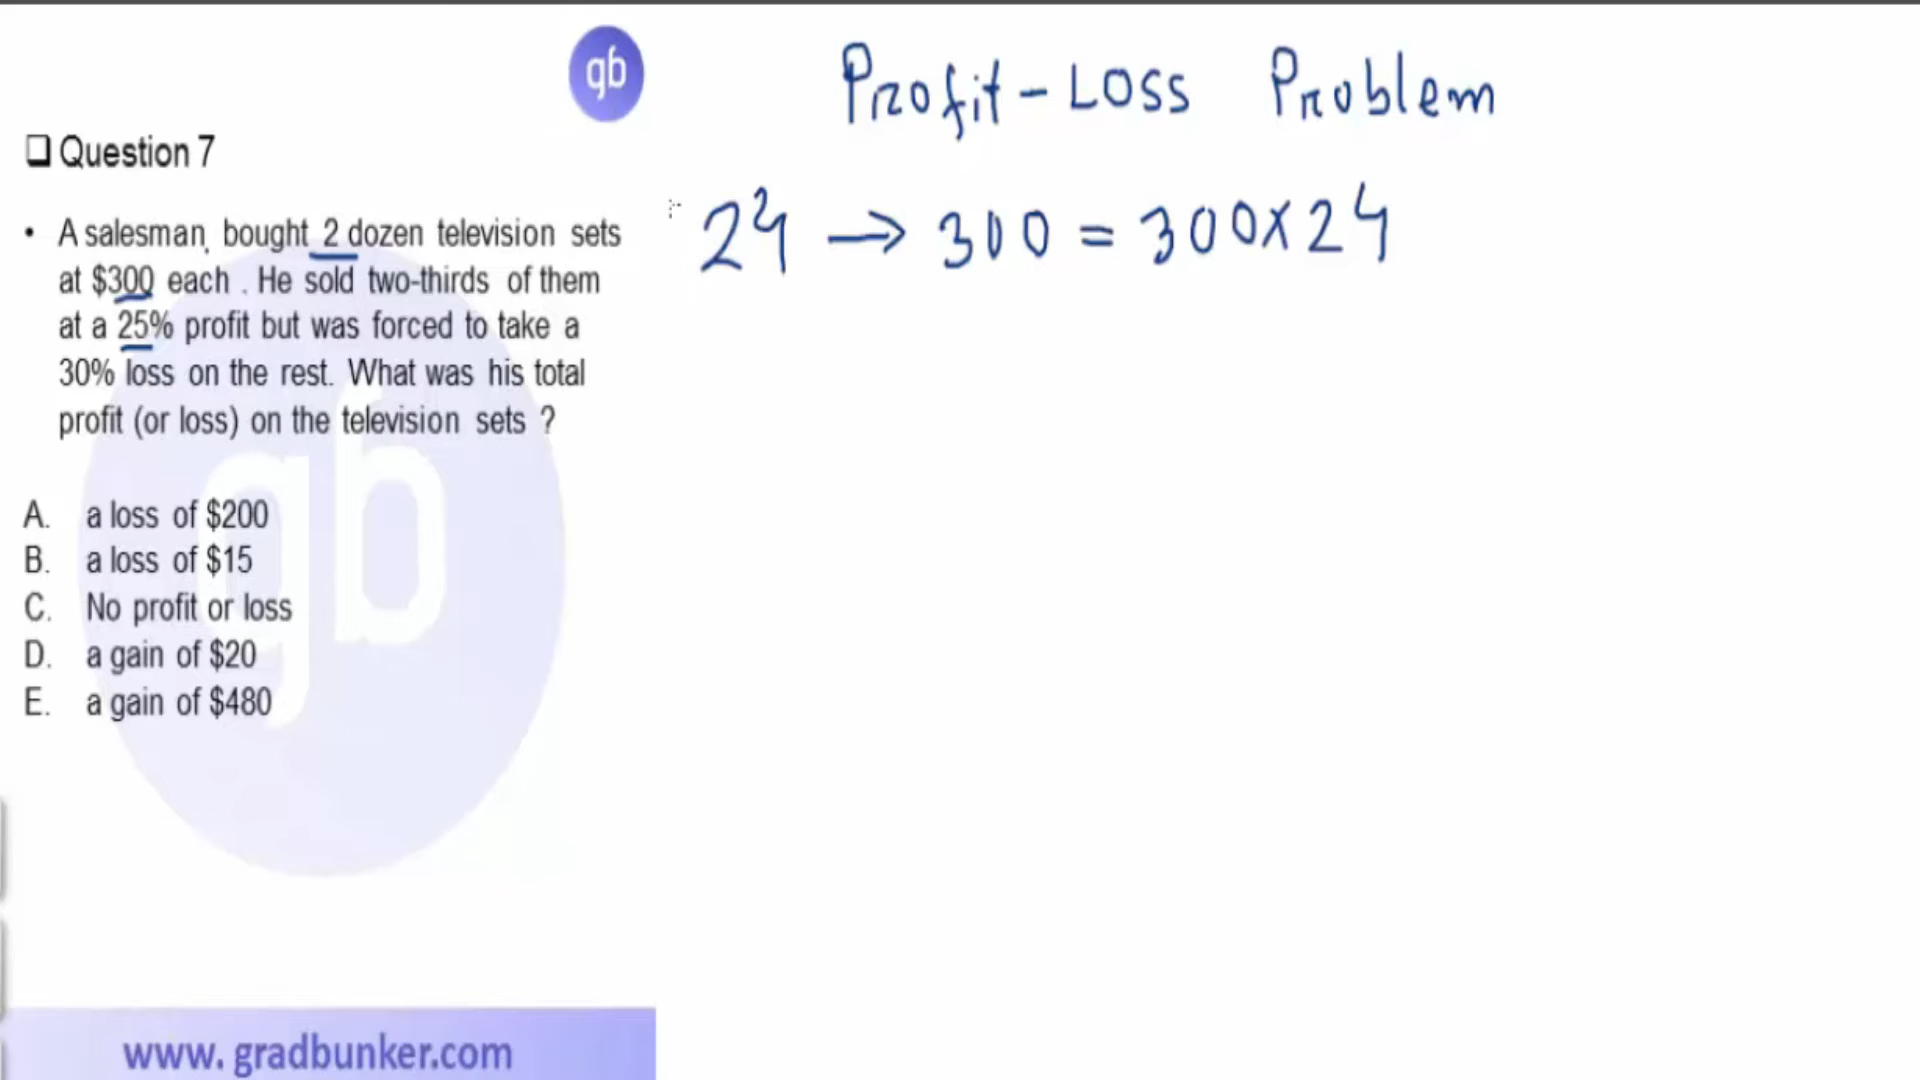 gb
Profit - Loss Problem
❑ Question 7
• A salesman, bought 2 dozen television sets
at $300 each . He sold two-thirds of them
at a 25% profit but was forced to take a
30% loss on the rest. What was his total
profit (or loss) on the television sets ?
24 → 300 = 300x24
A. a loss of $200
B. a loss of $15
C. No profit or loss
D. a gain of $20
E. a gain of $480
gb
www. gradbunker.com